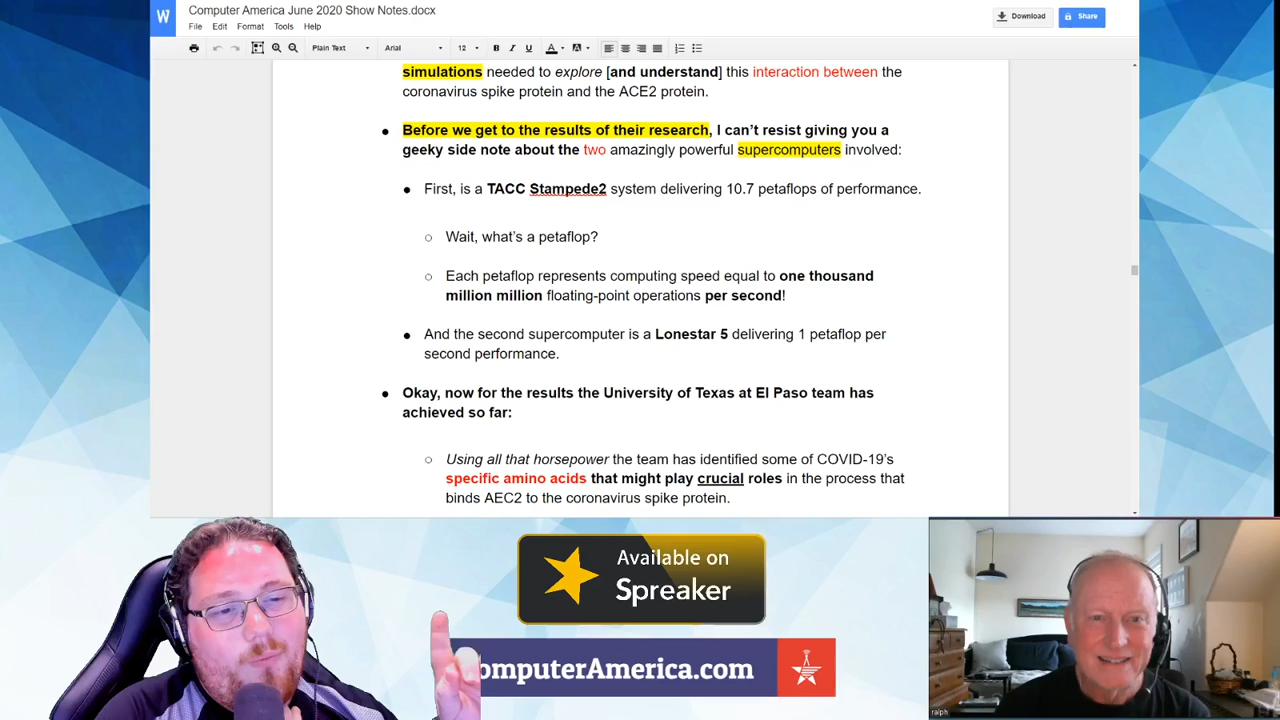 Computer America June 2020 Show Notes.docx
W
File Edit Format Tools Help
Download
Share
Plain Text
Arial
12
B I U A A
simulations needed to explore [and understand] this interaction between the
coronavirus spike protein and the ACE2 protein.
● Before we get to the results of their research, I can’t resist giving you a
geeky side note about the two amazingly powerful supercomputers involved:
● First, is a TACC Stampede2 system delivering 10.7 petaflops of performance.
○ Wait, what’s a petaflop?
○ Each petaflop represents computing speed equal to one thousand
million million floating-point operations per second!
● And the second supercomputer is a Lonestar 5 delivering 1 petaflop per
second performance.
● Okay, now for the results the University of Texas at El Paso team has
achieved so far:
○ Using all that horsepower the team has identified some of COVID-19’s
specific amino acids that might play crucial roles in the process that
binds AEC2 to the coronavirus spike protein.
Available on
Spreaker
omputerAmerica.com
ralph